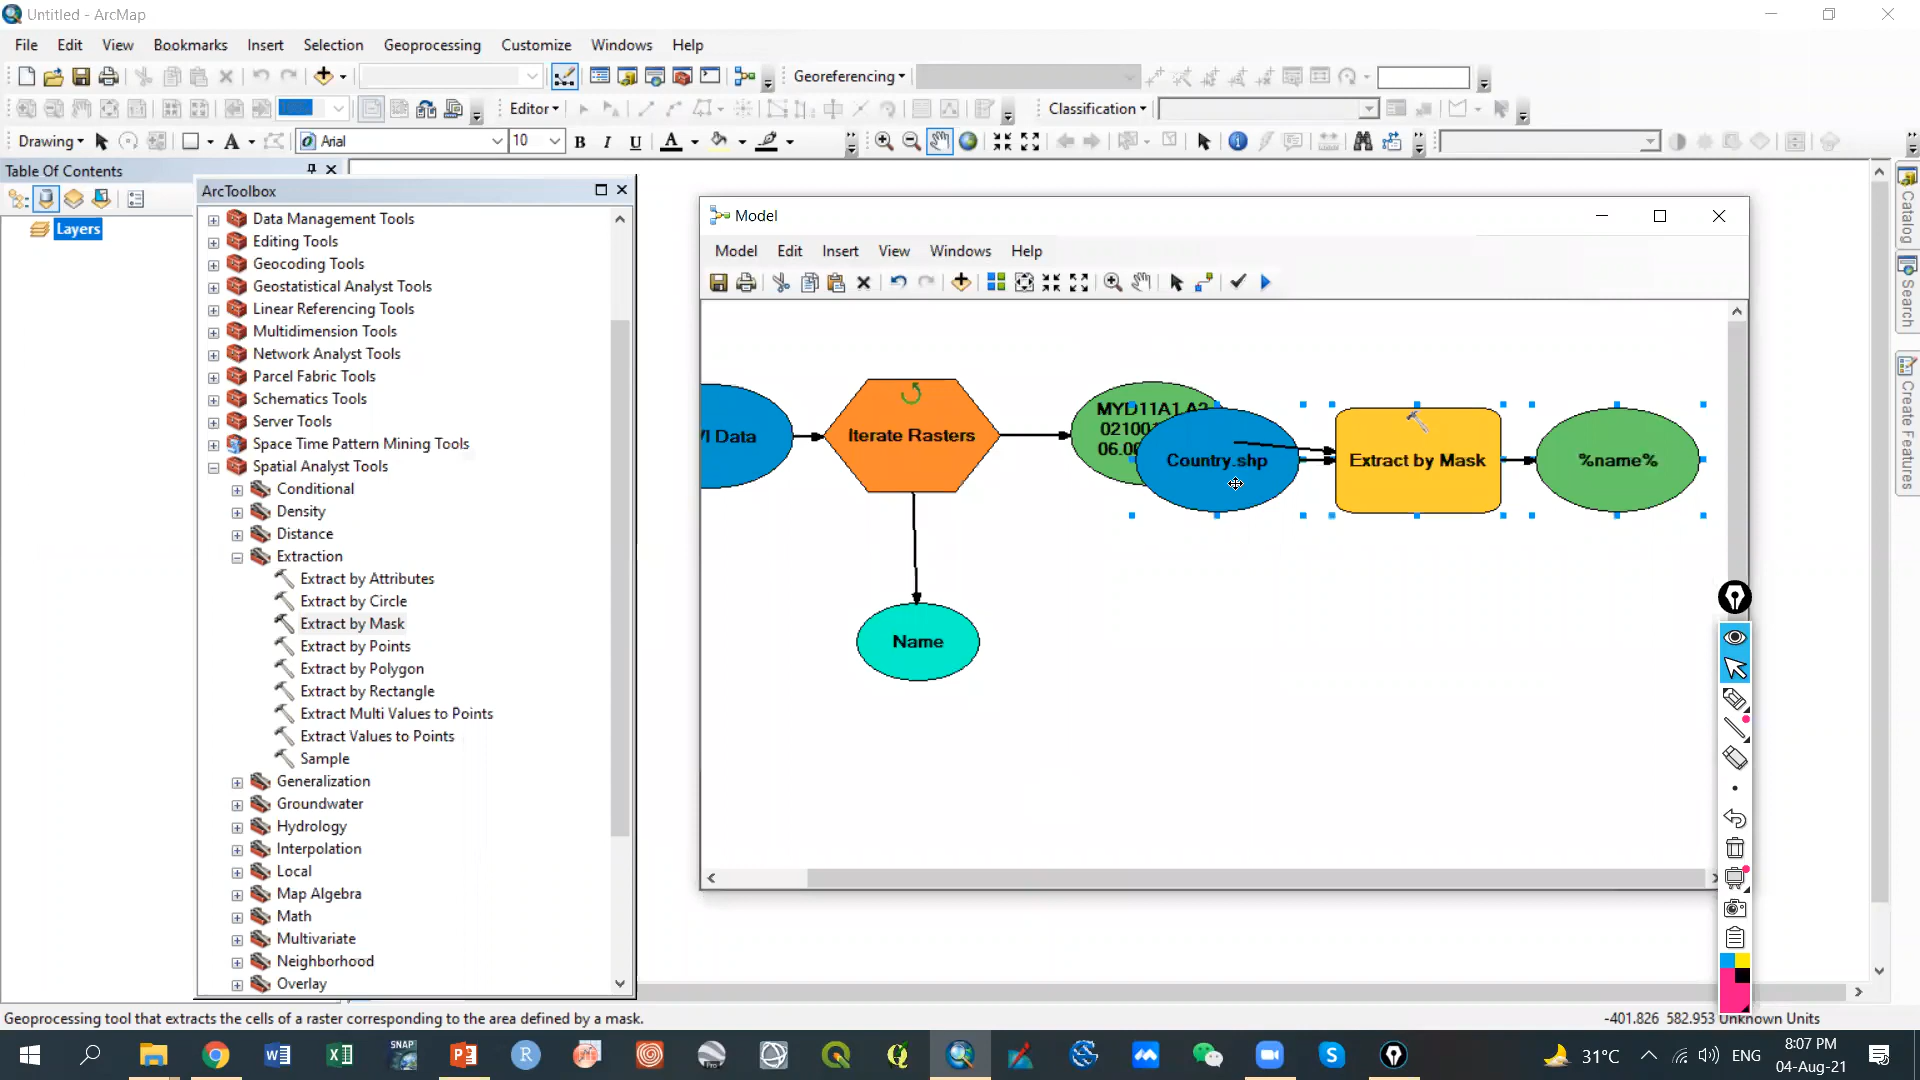 Untitled - ArcMap
File Edit View Bookmarks Insert Selection Geoprocessing Customize Windows Help
Georeferencing
Editor
Classification
Drawing
Arial
10
B I U
Table Of Contents
Layers
ArcToolbox
Data Management Tools
Editing Tools
Geocoding Tools
Geostatistical Analyst Tools
Linear Referencing Tools
Multidimension Tools
Network Analyst Tools
Parcel Fabric Tools
Schematics Tools
Server Tools
Space Time Pattern Mining Tools
Spatial Analyst Tools
Conditional
Density
Distance
Extraction
Extract by Attributes
Extract by Circle
Extract by Mask
Extract by Points
Extract by Polygon
Extract by Rectangle
Extract Multi Values to Points
Extract Values to Points
Sample
Generalization
Groundwater
Hydrology
Interpolation
Local
Map Algebra
Math
Multivariate
Neighborhood
Overlay
Model
Model Edit Insert View Windows Help
Data
Iterate Rasters
MYD11A1.A2
02100
06.00
Country.shp
Extract by Mask
%name%
Name
Catalog
Search
Create Features
Geoprocessing tool that extracts the cells of a raster corresponding to the area defined by a mask.
-401.826 582.953 Unknown Units
SNAP
Pro
31°C
ENG
8:07 PM
04-Aug-21